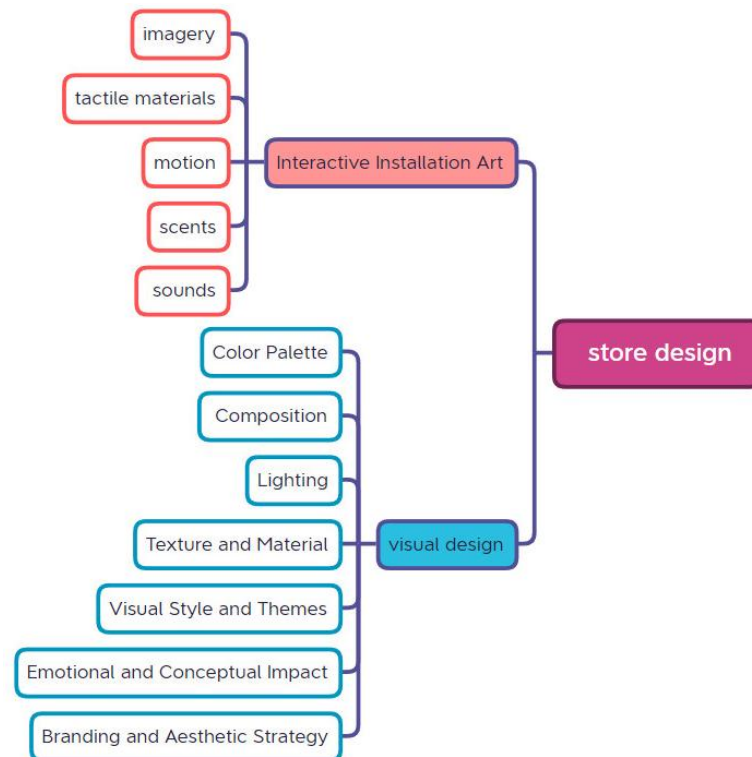 imagery
tactile materials
motion
scents
sounds
Interactive Installation Art
Color Palette
Composition
Lighting
Texture and Material
Visual Style and Themes
Emotional and Conceptual Impact
Branding and Aesthetic Strategy
visual design
store design